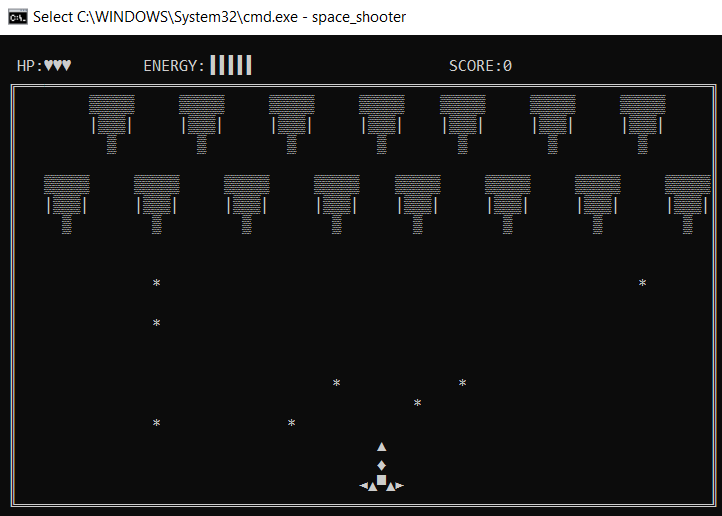 Select C:\WINDOWS\System32\cmd.exe - space_shooter
HP:♥♥♥ ENERGY:▌▌▌▌▌ SCORE:0